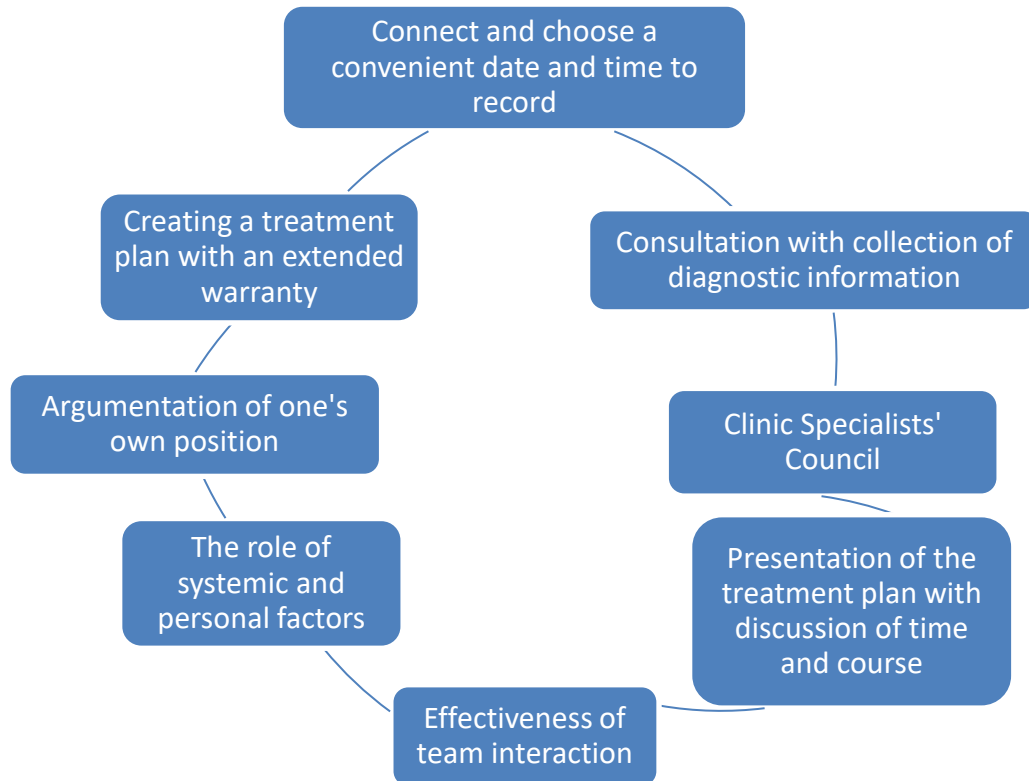 Connect and choose a
convenient date and time to
record
Consultation with collection of
diagnostic information
Clinic Specialists'
Council
Presentation of the
treatment plan with
discussion of time
and course
Effectiveness of
team interaction
The role of
systemic and
personal factors
Argumentation of one's
own position
Creating a treatment
plan with an extended
warranty